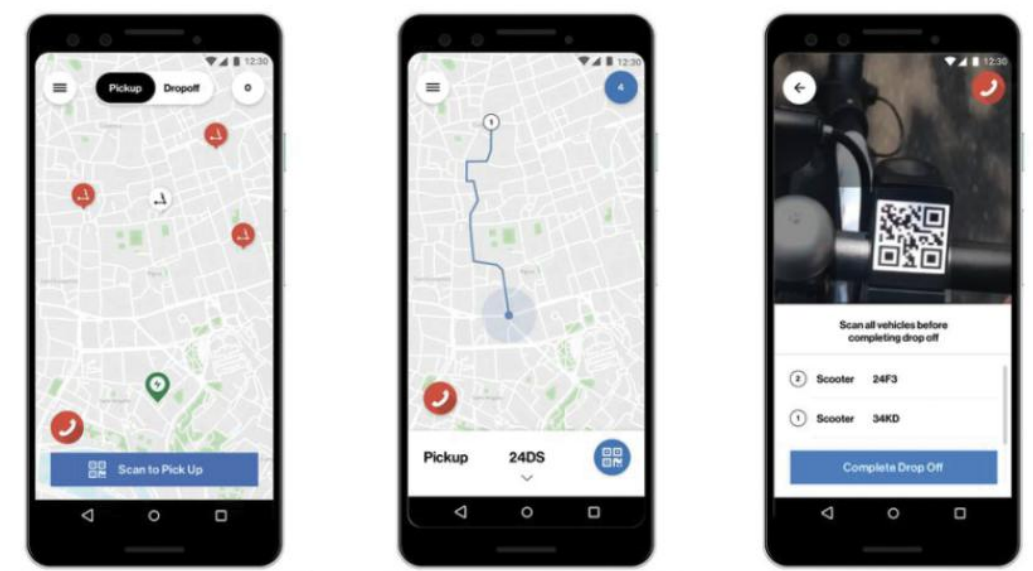 12:30
Pickup Dropoff 0
Scan to Pick Up
12:30
4
1
Pickup 24DS
12:30
Scan all vehicles before
completing drop off
2 Scooter 24F3
1 Scooter 34KD
Complete Drop Off